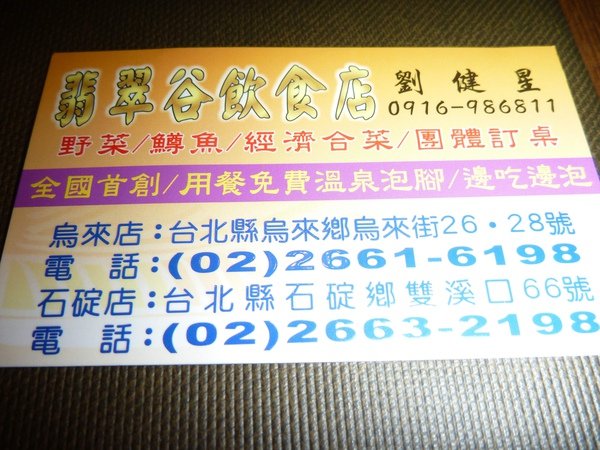 翡翠谷飲食店 劉健星
0916-986811
野菜/鱒魚/經濟合菜/團體訂桌
全國首創/用餐免費溫泉泡腳/邊吃邊泡
烏來店:台北縣烏來鄉烏來街26・28號
電 話:(02)2661-6198
石碇店:台北縣石碇鄉雙溪口66號
電 話:(02)2663-2198